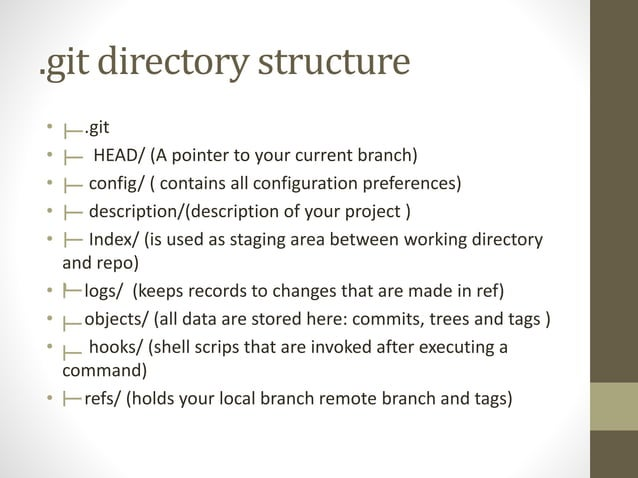 .git directory structure
• ├─ .git
• ├─ HEAD/ (A pointer to your current branch)
• ├─ config/ ( contains all configuration preferences)
• ├─ description/(description of your project )
• ├─ Index/ (is used as staging area between working directory
and repo)
• ├─ logs/ (keeps records to changes that are made in ref)
• ├─ objects/ (all data are stored here: commits, trees and tags )
• ├─ hooks/ (shell scrips that are invoked after executing a
command)
• ├─ refs/ (holds your local branch remote branch and tags)